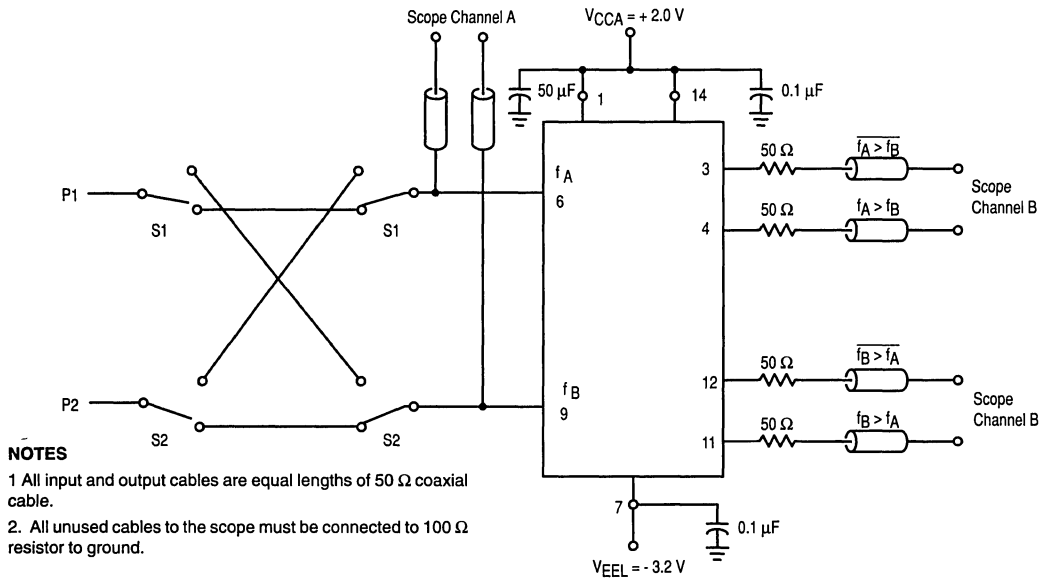 Scope Channel A
VCCA = + 2.0 V
50 µF
1
14
0.1 µF
P1
S1
S1
fA
6
3
50 Ω
fA > fB
Scope
Channel B
4
50 Ω
fA > fB
P2
S2
S2
fB
9
12
50 Ω
fB > fA
Scope
Channel B
11
50 Ω
fB > fA
7
0.1 µF
VEEL = - 3.2 V
NOTES
1 All input and output cables are equal lengths of 50 Ω coaxial
cable.
2. All unused cables to the scope must be connected to 100 Ω
resistor to ground.